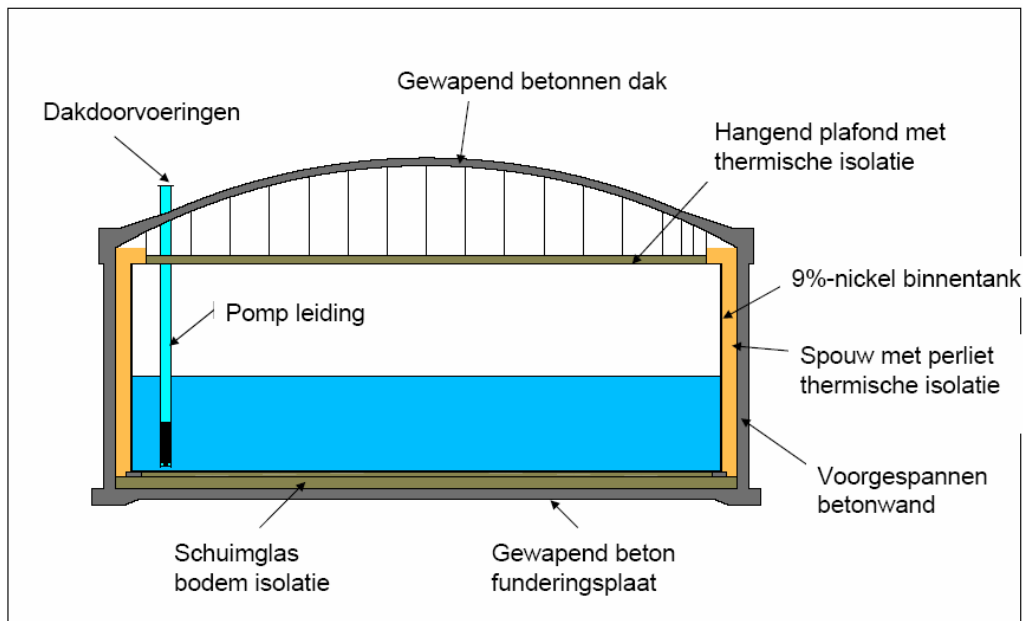 Gewapend betonnen dak
Dakdoorvoeringen
Hangend plafond met
thermische isolatie
9%-nickel binnentank
Pomp leiding
Spouw met perliet
thermische isolatie
Voorgespannen
betonwand
Schuimglas
bodem isolatie
Gewapend beton
funderingsplaat